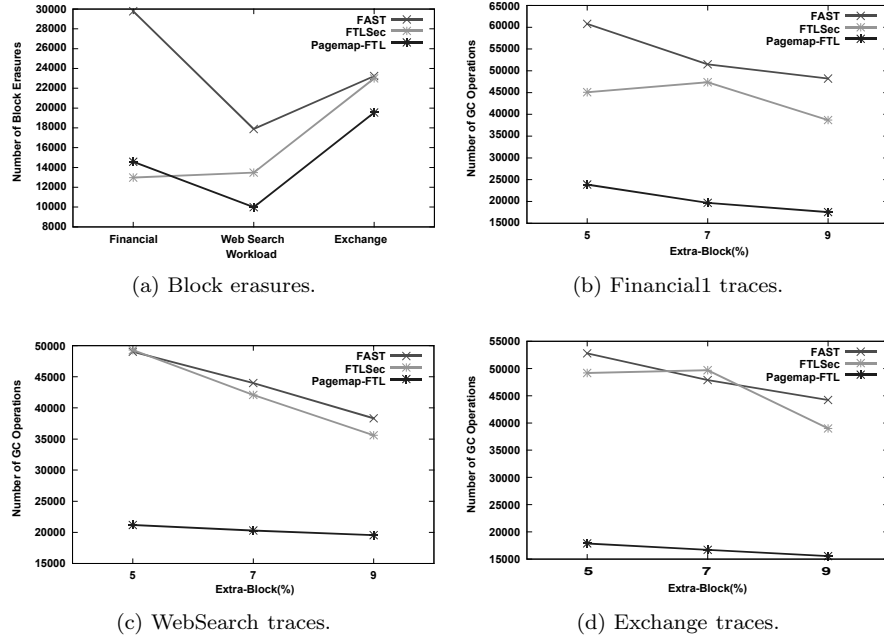 30000
28000
26000
24000
22000
20000
18000
16000
14000
12000
10000
8000
Number of Block Erasures
FAST
FTLSec
Pagemap-FTL
Financial
Web Search
Exchange
Workload
(a) Block erasures.
65000
60000
55000
50000
45000
40000
35000
30000
25000
20000
15000
Number of GC Operations
FAST
FTLSec
Pagemap-FTL
5
7
9
Extra-Block(%)
(b) Financial1 traces.
50000
45000
40000
35000
30000
25000
20000
15000
Number of GC Operations
FAST
FTLSec
Pagemap-FTL
5
7
9
Extra-Block(%)
(c) WebSearch traces.
55000
50000
45000
40000
35000
30000
25000
20000
15000
Number of GC Operations
FAST
FTLSec
Pagemap-FTL
5
7
9
Extra-Block(%)
(d) Exchange traces.